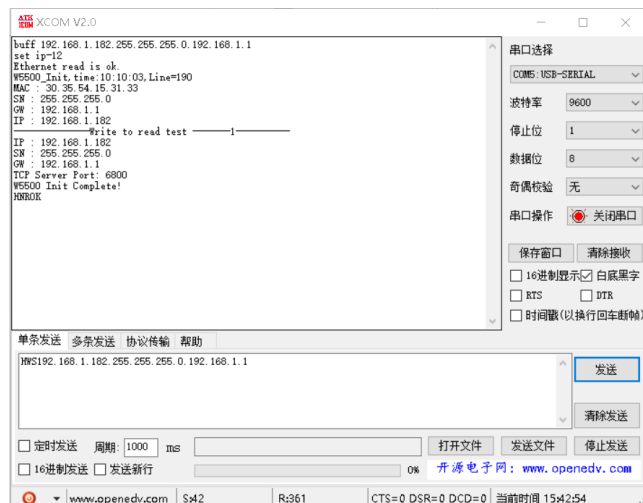 ATK XCOM XCOM V2.0
buff 192.168.1.182.255.255.255.0.192.168.1.1
set ip-12
Ethernet read is ok.
W5500_Init,time:10:10:03,Line=190
MAC : 30.35.54.15.31.33
SN : 255.255.255.0
GW : 192.168.1.1
IP : 192.168.1.182
——————Write to read test ———1——————
IP : 192.168.1.182
SN : 255.255.255.0
GW : 192.168.1.1
TCP Server Port: 6800
W5500 Init Complete!
HNROK
串口选择
COM5:USB-SERIAL
波特率 9600
停止位 1
数据位 8
奇偶校验 无
串口操作 关闭串口
保存窗口 清除接收
16进制显示 白底黑字
RTS DTR
时间戳(以换行回车断帧)
单条发送 多条发送 协议传输 帮助
HWS192.168.1.182.255.255.255.0.192.168.1.1
发送
清除发送
定时发送 周期: 1000 ms 打开文件 发送文件 停止发送
16进制发送 发送新行 0% 开源电子网: www.openedv.com
www.openedv.com S:42 R:361 CTS=0 DSR=0 DCD=0 当前时间 15:42:54